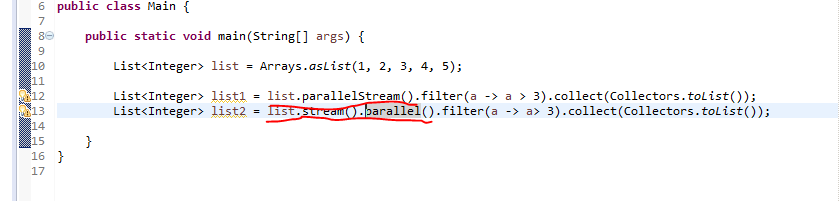 6 public class Main {
7
8 public static void main(String[] args) {
9
10 List<Integer> list = Arrays.asList(1, 2, 3, 4, 5);
11
12 List<Integer> list1 = list.parallelStream().filter(a -> a > 3).collect(Collectors.toList());
13 List<Integer> list2 = list.stream().parallel().filter(a -> a> 3).collect(Collectors.toList());
14
15 }
16 }
17